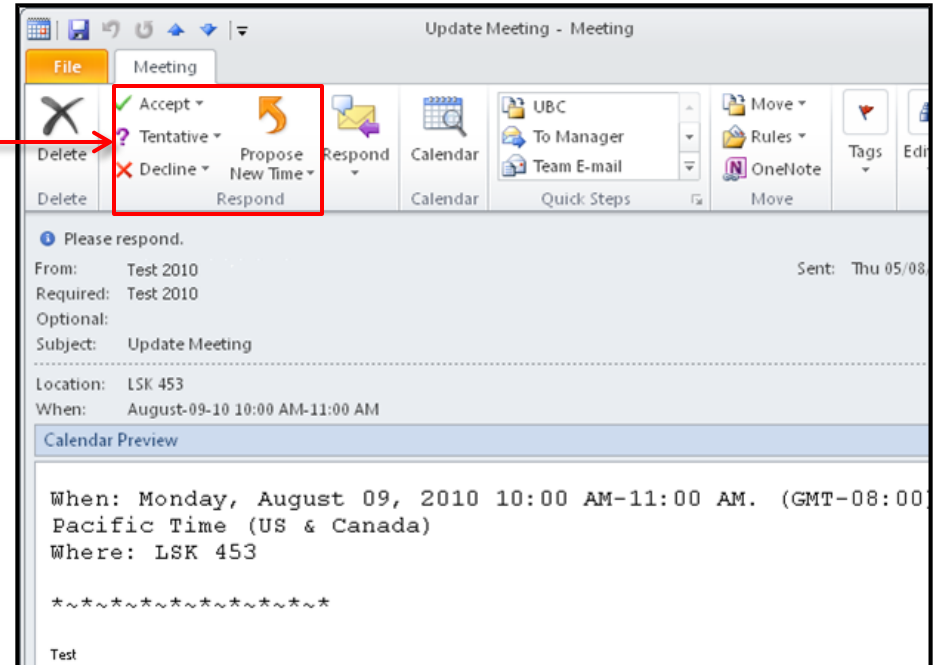 Update Meeting - Meeting
File Meeting
Accept
Tentative
Decline
Delete
Propose
New Time
Respond
Calendar
UBC
To Manager
Team E-mail
Move
Rules
OneNote
Tags
Delete Respond Calendar Quick Steps Move
Please respond.
From: Test 2010 Sent: Thu 05/08/
Required: Test 2010
Optional:
Subject: Update Meeting
Location: LSK 453
When: August-09-10 10:00 AM-11:00 AM
Calendar Preview
When: Monday, August 09, 2010 10:00 AM-11:00 AM. (GMT-08:00)
Pacific Time (US & Canada)
Where: LSK 453
*~*~*~*~*~*~*~*~*~*
Test